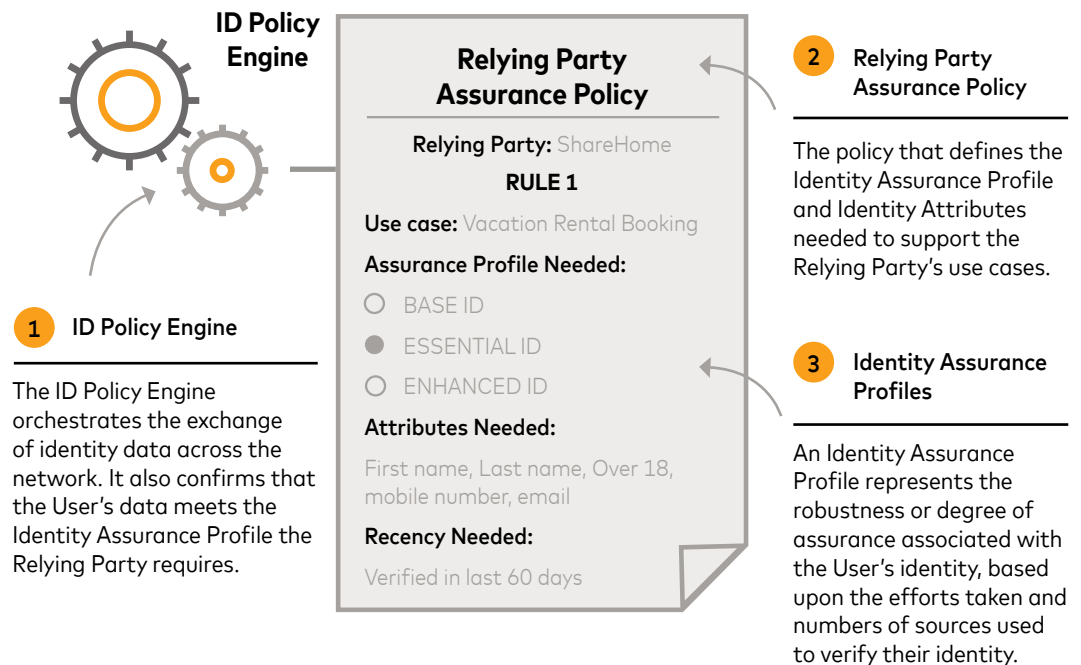 ID Policy
Engine
Relying Party
Assurance Policy
Relying Party: ShareHome
RULE 1
Use case: Vacation Rental Booking
Assurance Profile Needed:
BASE ID
ESSENTIAL ID
ENHANCED ID
Attributes Needed:
First name, Last name, Over 18,
mobile number, email
Recency Needed:
Verified in last 60 days
1 ID Policy Engine
The ID Policy Engine
orchestrates the exchange
of identity data across the
network. It also confirms that
the User’s data meets the
Identity Assurance Profile the
Relying Party requires.
2 Relying Party
Assurance Policy
The policy that defines the
Identity Assurance Profile
and Identity Attributes
needed to support the
Relying Party’s use cases.
3 Identity Assurance
Profiles
An Identity Assurance
Profile represents the
robustness or degree of
assurance associated with
the User’s identity, based
upon the efforts taken and
numbers of sources used
to verify their identity.